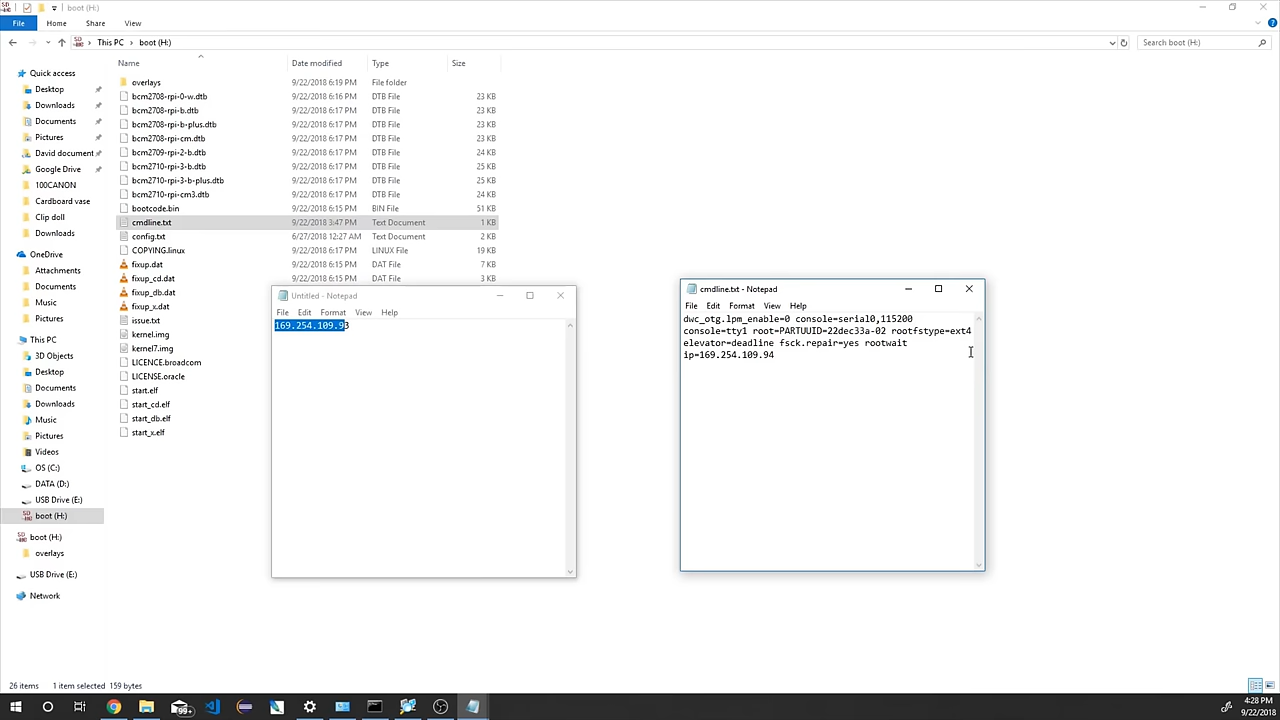 boot (H:)
File Home Share View
This PC boot (H:)
Search boot (H:)
Name Date modified Type Size
Quick access
Desktop
Downloads
Documents
Pictures
David document
Google Drive
100CANON
Cardboard vase
Clip doll
Downloads
OneDrive
Attachments
Documents
Music
Pictures
This PC
3D Objects
Desktop
Documents
Downloads
Music
Pictures
Videos
OS (C:)
DATA (D:)
USB Drive (E:)
boot (H:)
boot (H:)
overlays
USB Drive (E:)
Network
overlays 9/22/2018 6:19 PM File folder
bcm2708-rpi-0-w.dtb 9/22/2018 6:16 PM DTB File 23 KB
bcm2708-rpi-b.dtb 9/22/2018 6:17 PM DTB File 23 KB
bcm2708-rpi-b-plus.dtb 9/22/2018 6:17 PM DTB File 23 KB
bcm2708-rpi-cm.dtb 9/22/2018 6:17 PM DTB File 23 KB
bcm2709-rpi-2-b.dtb 9/22/2018 6:17 PM DTB File 24 KB
bcm2710-rpi-3-b.dtb 9/22/2018 6:17 PM DTB File 25 KB
bcm2710-rpi-3-b-plus.dtb 9/22/2018 6:17 PM DTB File 25 KB
bcm2710-rpi-cm3.dtb 9/22/2018 6:17 PM DTB File 24 KB
bootcode.bin 9/22/2018 6:15 PM BIN File 51 KB
cmdline.txt 9/22/2018 3:47 PM Text Document 1 KB
config.txt 6/27/2018 12:27 AM Text Document 2 KB
COPYING.linux 9/22/2018 6:15 PM LINUX File 19 KB
fixup.dat 9/22/2018 6:15 PM DAT File 7 KB
fixup_cd.dat 9/22/2018 6:15 PM DAT File 3 KB
fixup_db.dat
fixup_x.dat
issue.txt
kernel.img
kernel7.img
LICENCE.broadcom
LICENSE.oracle
start.elf
start_cd.elf
start_db.elf
start_x.elf
Untitled - Notepad
File Edit Format View Help
169.254.109.93
cmdline.txt - Notepad
File Edit Format View Help
dwc_otg.lpm_enable=0 console=serial0,115200
console=tty1 root=PARTUUID=22dec33a-02 rootfstype=ext4
elevator=deadline fsck.repair=yes rootwait
ip=169.254.109.94
26 items 1 item selected 159 bytes
99+
4:28 PM
9/22/2018